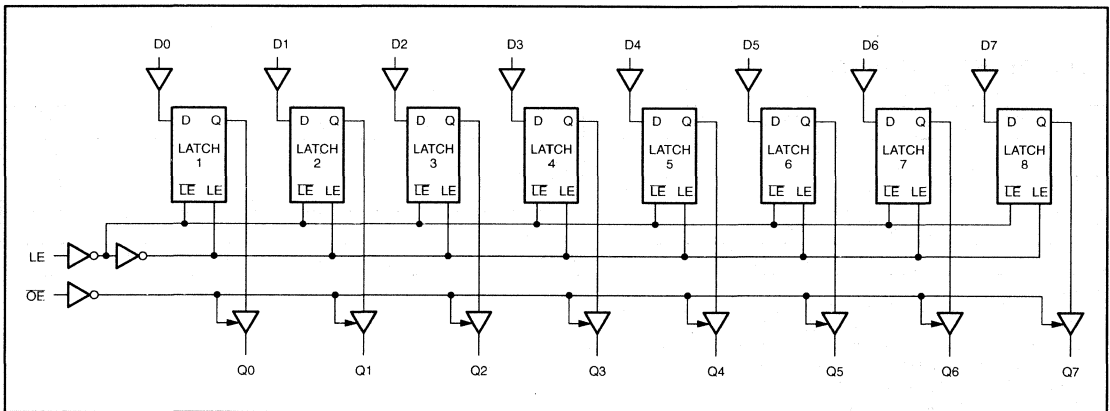 D0 D1 D2 D3 D4 D5 D6 D7
D Q D Q D Q D Q D Q D Q D Q D Q
LATCH LATCH LATCH LATCH LATCH LATCH LATCH LATCH
1 2 3 4 5 6 7 8
L̅E̅ LE L̅E̅ LE L̅E̅ LE L̅E̅ LE L̅E̅ LE L̅E̅ LE L̅E̅ LE L̅E̅ LE
LE
O̅E̅
Q0 Q1 Q2 Q3 Q4 Q5 Q6 Q7